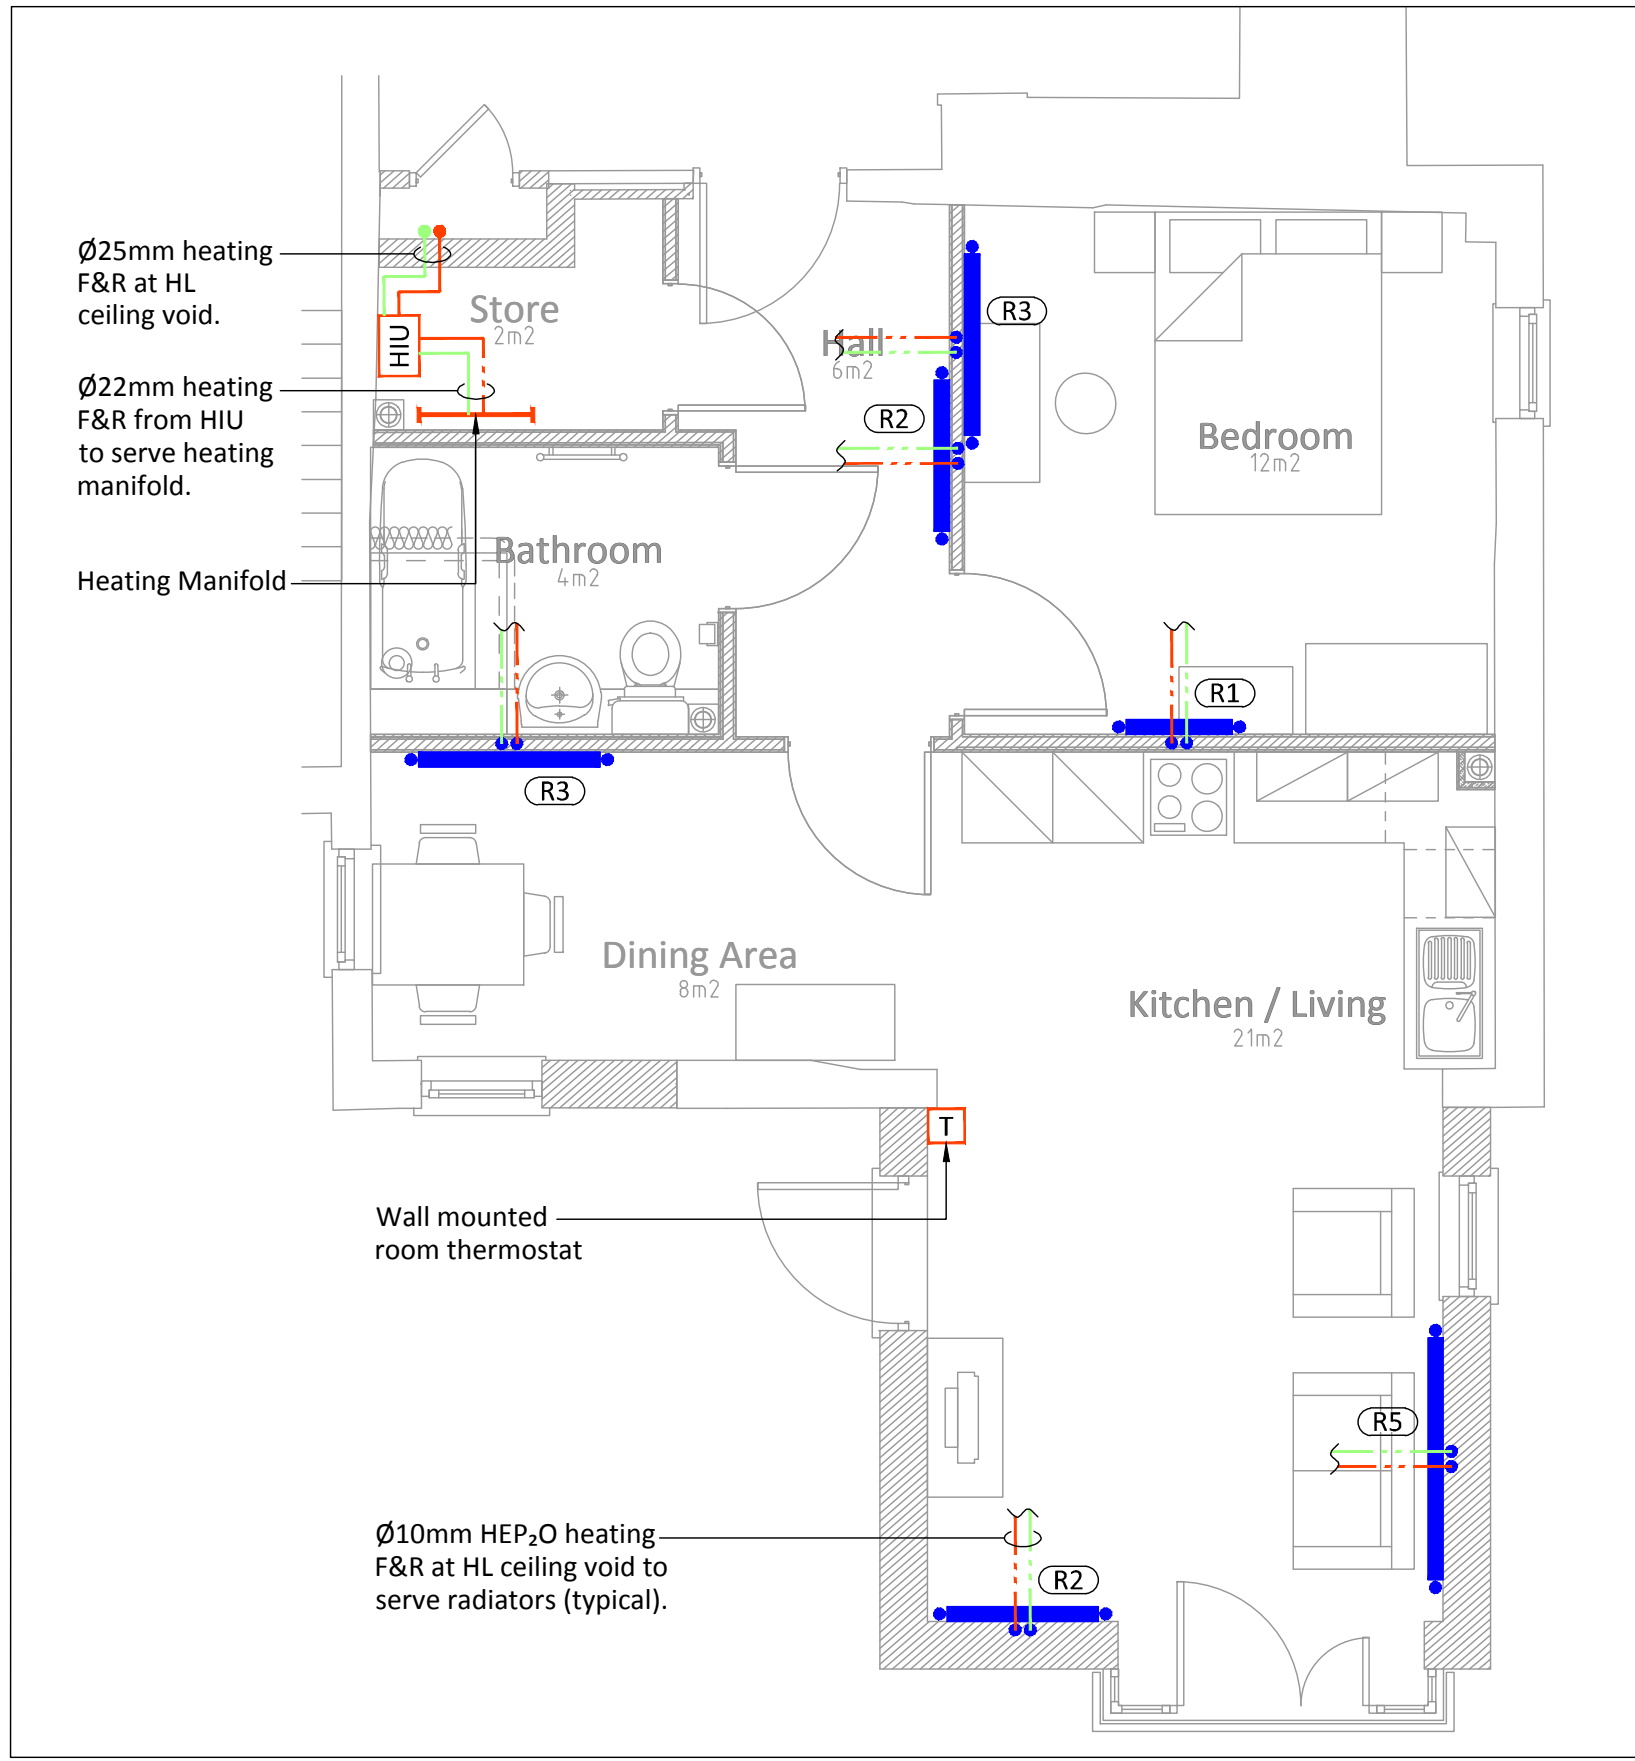 Ø25mm heating
F&R at HL
ceiling void.
Store
2m2
HIU
Hall
6m2
R3
Ø22mm heating
F&R from HIU
to serve heating
manifold.
R2
Bedroom
12m2
Bathroom
4m2
Heating Manifold
R1
R3
Dining Area
8m2
Kitchen / Living
21m2
T
Wall mounted
room thermostat
R5
Ø10mm HEP₂O heating
F&R at HL ceiling void to
serve radiators (typical).
R2